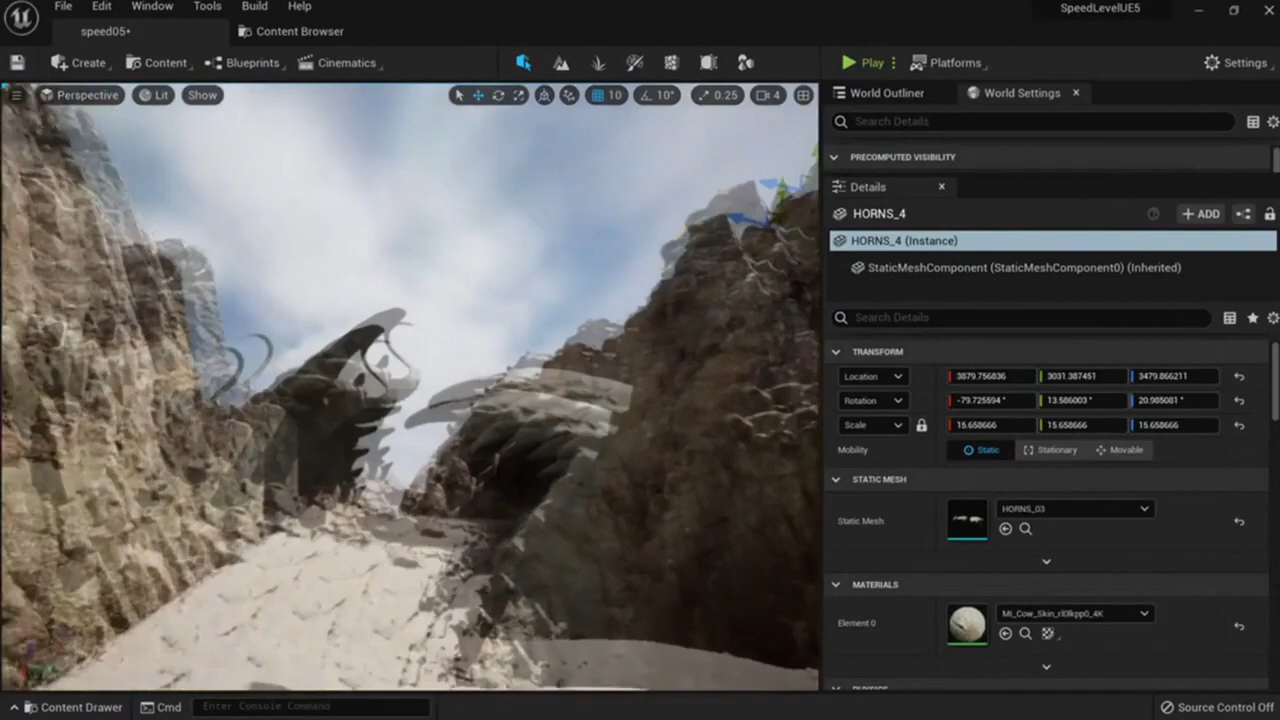 File Edit Window Tools Build Help
SpeedLevelUE5
speed05•
Content Browser
Create Content Blueprints Cinematics
Play Platforms Settings
Perspective Lit Show
10 10° 0.25 4
World Outliner World Settings
Search Details
PRECOMPUTED VISIBILITY
Details
HORNS_4
+ ADD
HORNS_4 (Instance)
StaticMeshComponent (StaticMeshComponent0) (Inherited)
Search Details
TRANSFORM
Location 3879.756836 3031.387451 3479.866211
Rotation -79.725594° 13.586003° 20.985081°
Scale 15.658666 15.658666 15.658666
Mobility Static Stationary Movable
STATIC MESH
Static Mesh HORNS_03
MATERIALS
Element 0 MI_Cow_Skin_rl0lkpp0_4K
Content Drawer Cmd Enter Console Command Source Control Off